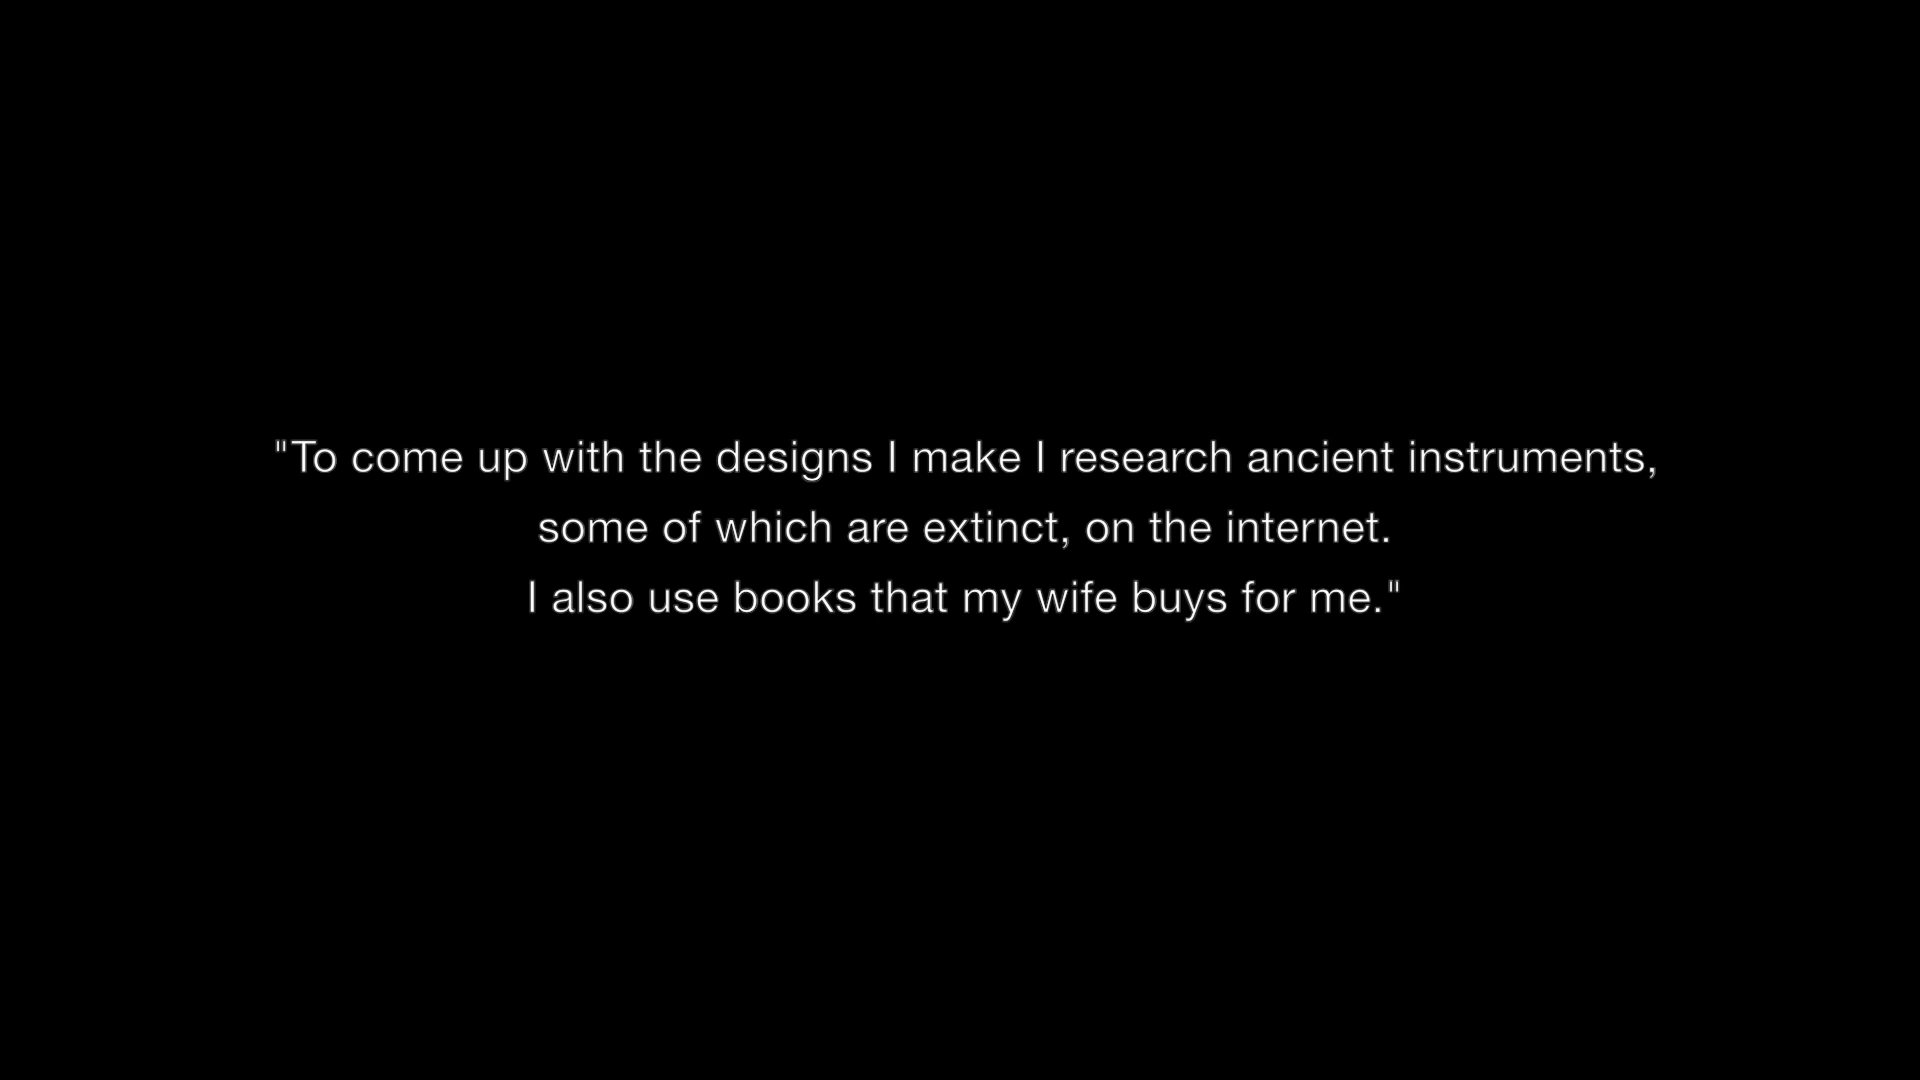 "To come up with the designs I make I research ancient instruments,
some of which are extinct, on the internet.
I also use books that my wife buys for me."